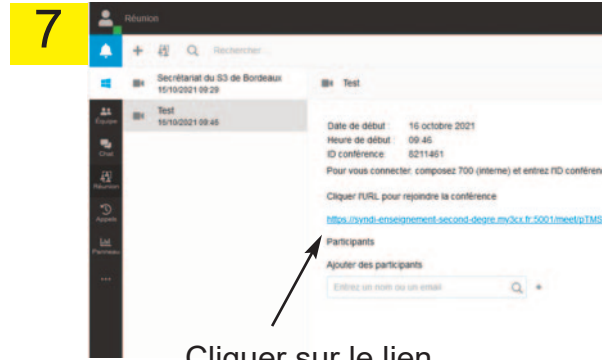 7
Réunion
Rechercher...
Secrétariat du S3 de Bordeaux
15/10/2021 09:29
Test
Test
16/10/2021 09:46
Équipe
Date de début : 16 octobre 2021
Heure de début : 09:46
Chat
ID conférence: 8211461
Pour vous connecter, composez 700 (interne) et entrez l'ID conféren
Réunion
Cliquer l'URL pour rejoindre la conférence
Appels
https://syndi-enseignement-second-degre.my3cx.fr:5001/meet/pTMS
Participants
Panneau
Ajouter des participants
Entrez un nom ou un email
Cliquer sur le lien